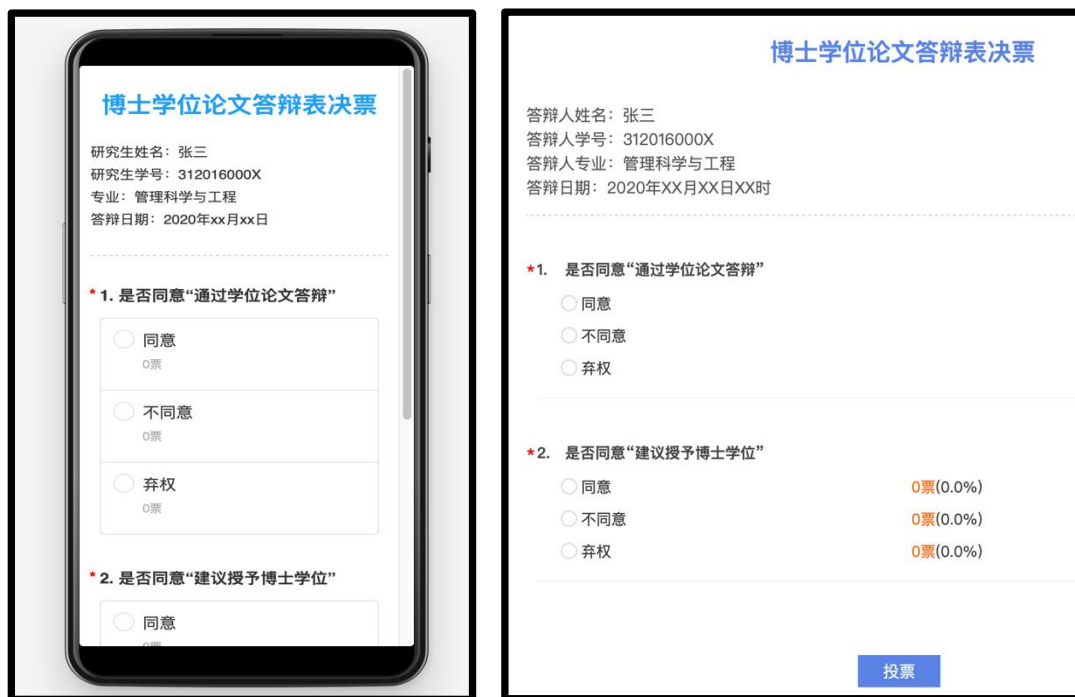 博士学位论文答辩表决票
研究生姓名：张三
研究生学号：312016000X
专业：管理科学与工程
答辩日期：2020年xx月xx日
*1. 是否同意“通过学位论文答辩”
同意
0票
不同意
0票
弃权
0票
*2. 是否同意“建议授予博士学位”
同意
博士学位论文答辩表决票
答辩人姓名：张三
答辩人学号：312016000X
答辩人专业：管理科学与工程
答辩日期：2020年XX月XX日XX时
*1. 是否同意“通过学位论文答辩”
同意
不同意
弃权
*2. 是否同意“建议授予博士学位”
同意 0票(0.0%)
不同意 0票(0.0%)
弃权 0票(0.0%)
投票